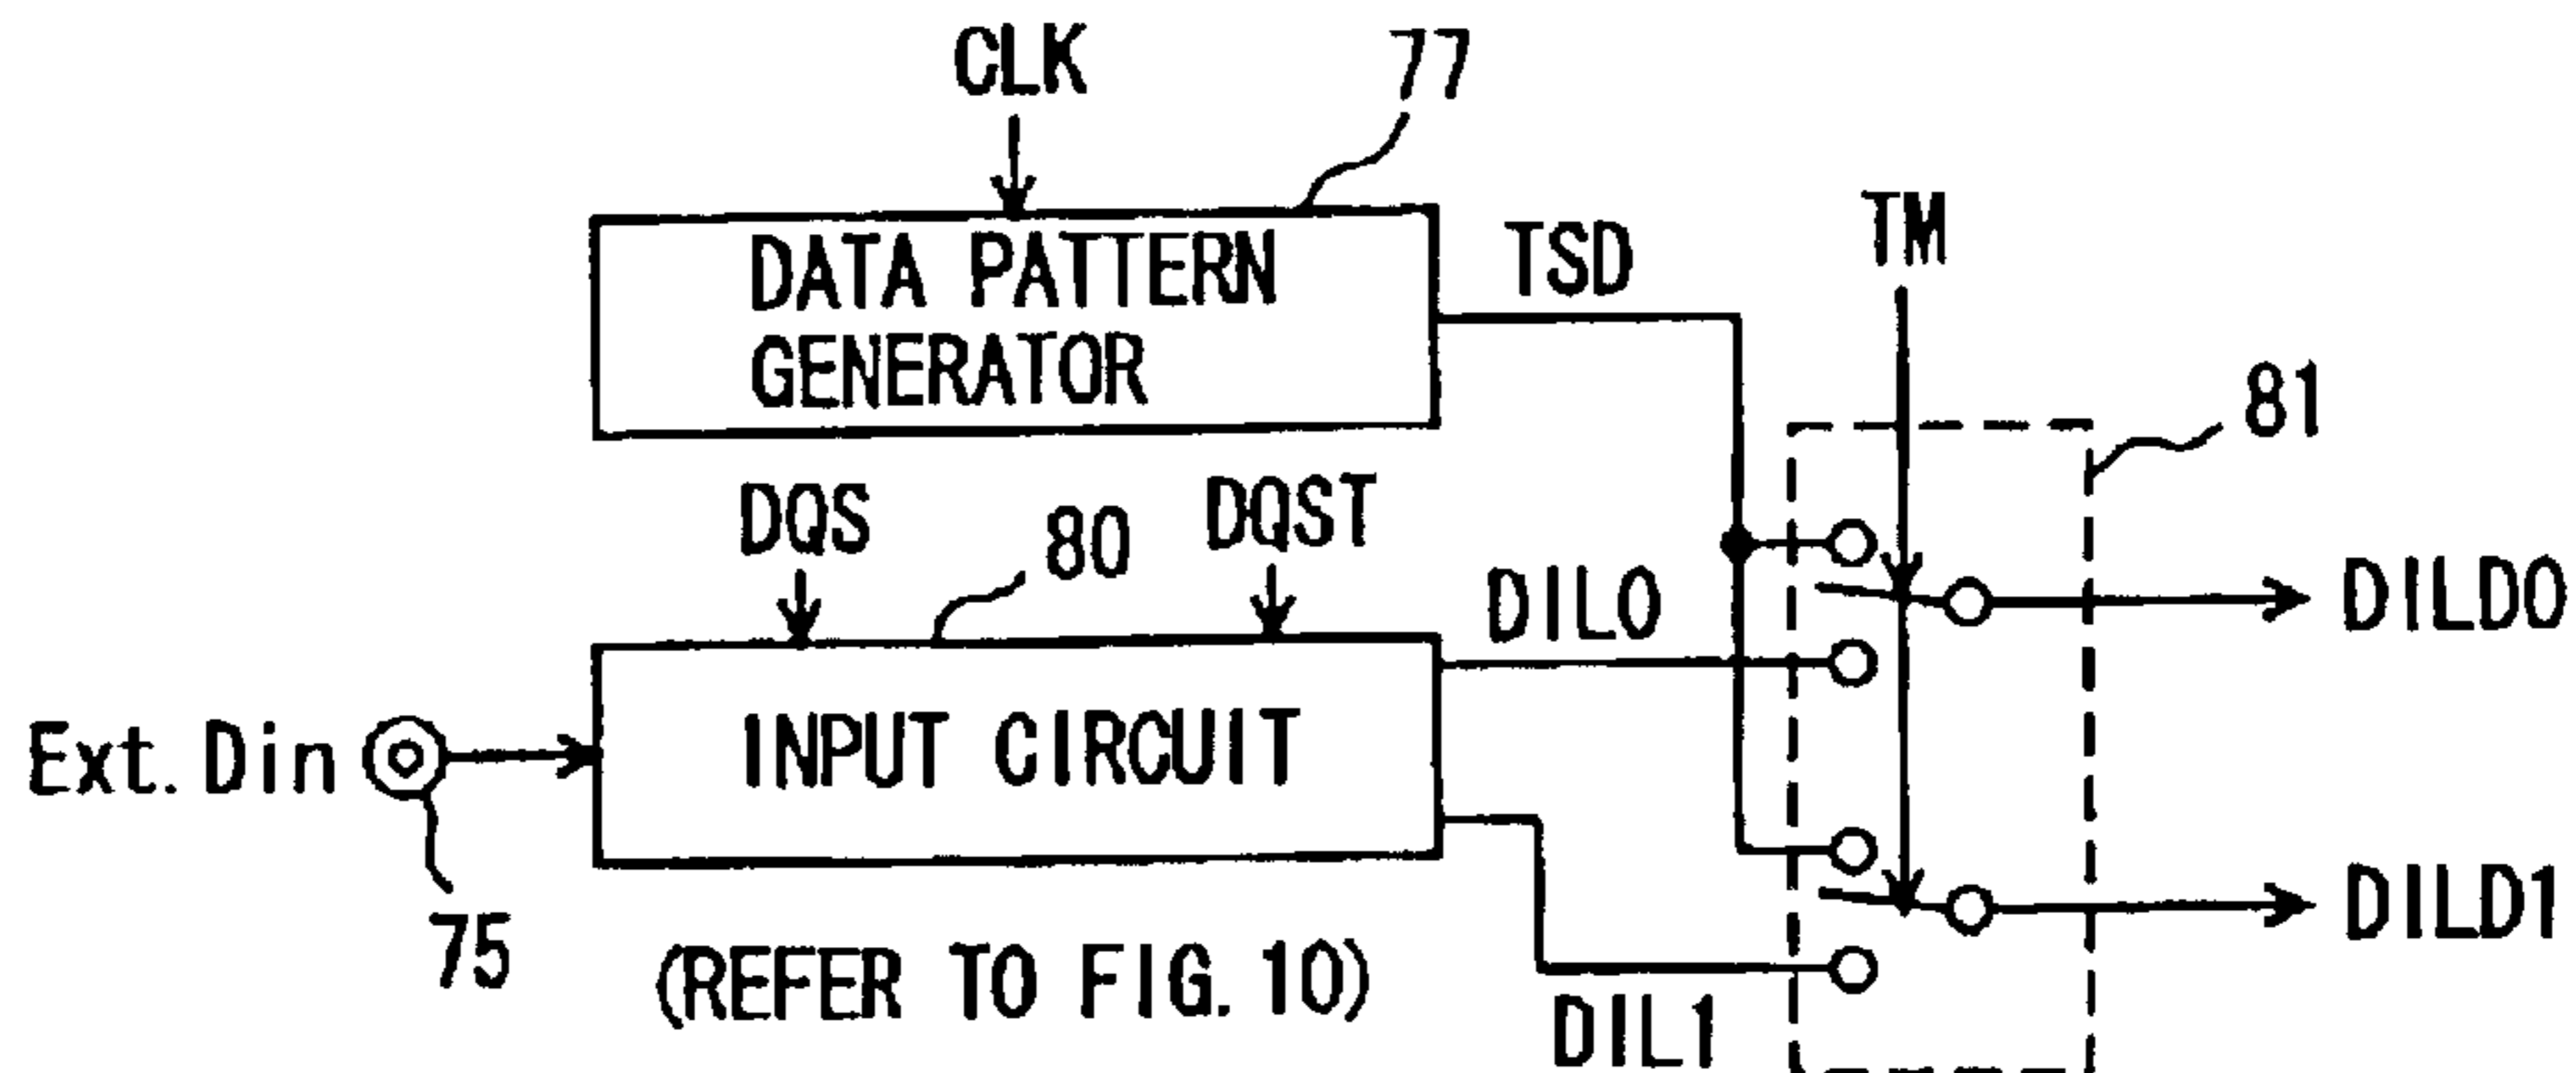 CLK
77
DATA PATTERN
GENERATOR
TSD
TM
81
DQS
80
DQST
DIL0
DILD0
Ext. Din
INPUT CIRCUIT
75
(REFER TO FIG. 10)
DIL1
DILD1